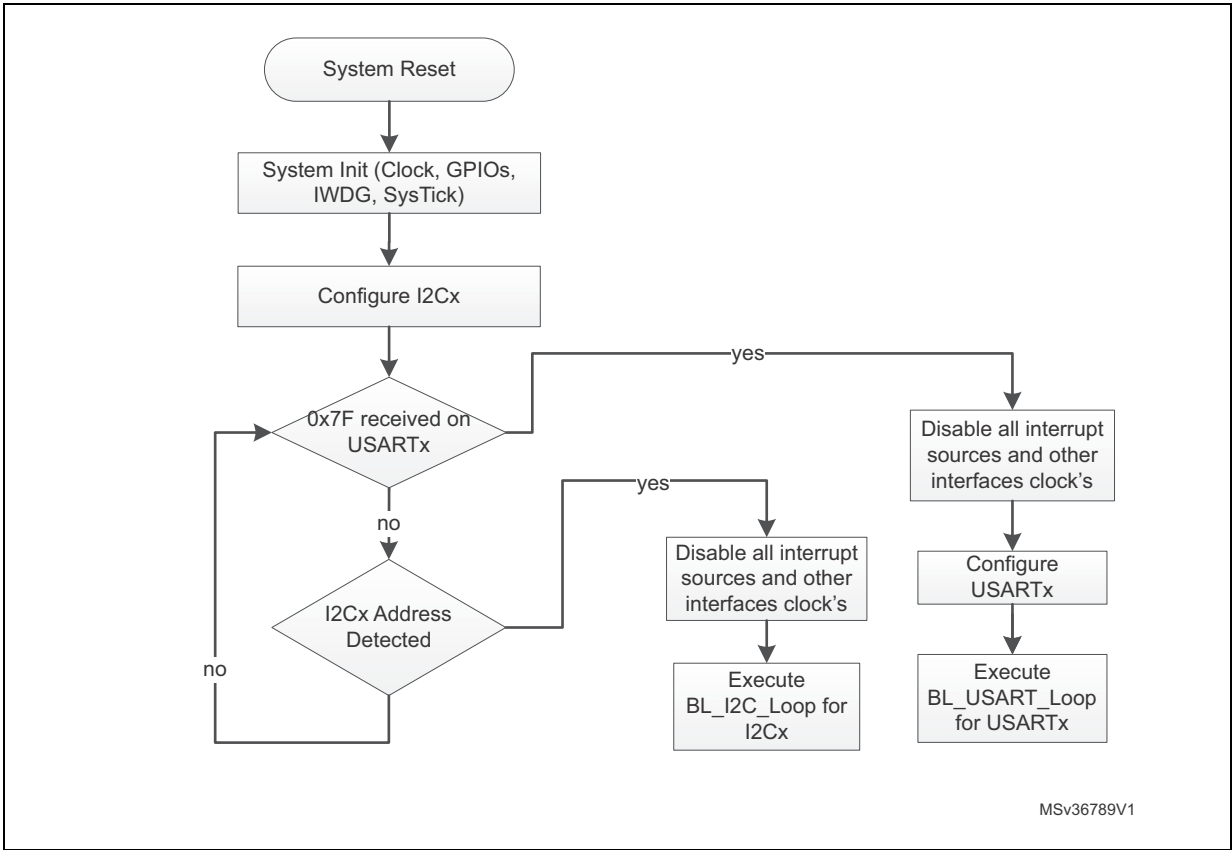 System Reset
System Init (Clock, GPIOs,
IWDG, SysTick)
Configure I2Cx
yes
0x7F received on
USARTx
Disable all interrupt
sources and other
interfaces clock's
yes
no
Disable all interrupt
sources and other
interfaces clock's
Configure
USARTx
I2Cx Address
Detected
no
Execute
BL_I2C_Loop for
I2Cx
Execute
BL_USART_Loop
for USARTx
MSv36789V1